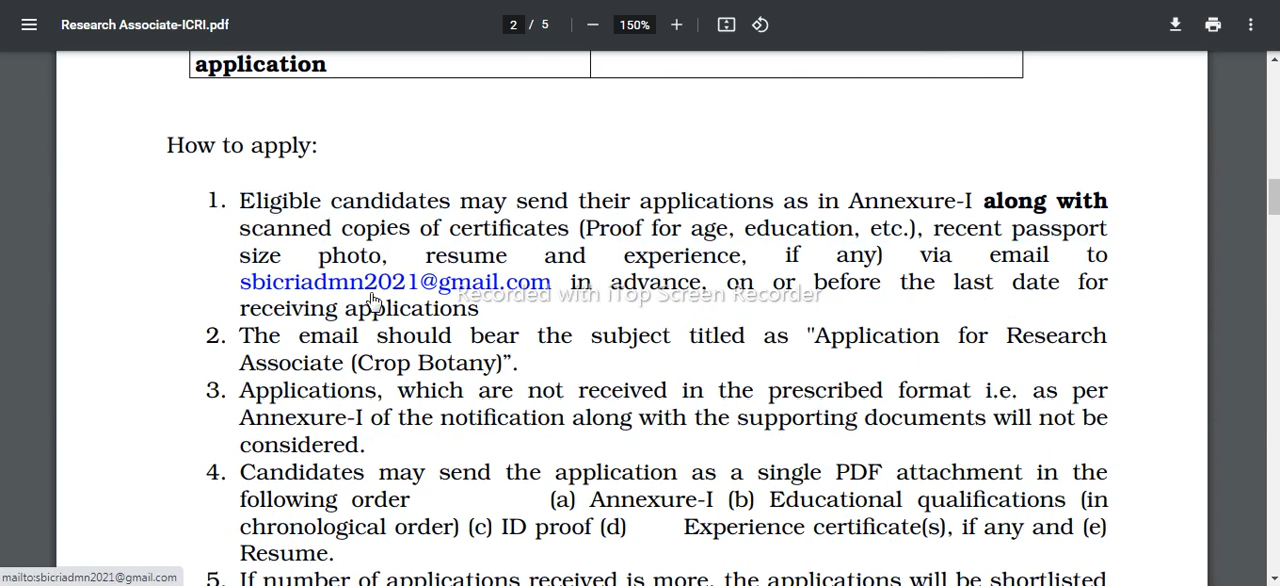 Research Associate-ICRI.pdf
2 / 5
150%
application
How to apply:
1. Eligible candidates may send their applications as in Annexure-I along with
scanned copies of certificates (Proof for age, education, etc.), recent passport
size photo, resume and experience, if any) via email to
sbicriadmn2021@gmail.com in advance, on or before the last date for
Recorded with iTop Screen Recorder
receiving applications
2. The email should bear the subject titled as "Application for Research
Associate (Crop Botany)”.
3. Applications, which are not received in the prescribed format i.e. as per
Annexure-I of the notification along with the supporting documents will not be
considered.
4. Candidates may send the application as a single PDF attachment in the
following order (a) Annexure-I (b) Educational qualifications (in
chronological order) (c) ID proof (d) Experience certificate(s), if any and (e)
Resume.
5. If number of applications received is more, the applications will be shortlisted
mailto:sbicriadmn2021@gmail.com